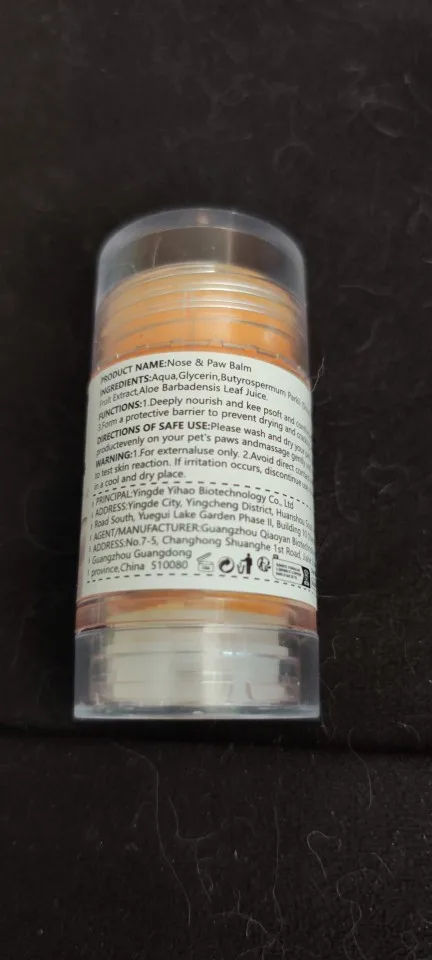 PRODUCT NAME:Nose & Paw Balm
INGREDIENTS:Aqua,Glycerin,Butyrospermum Parkii
Fruit Extract,Aloe Barbadensis Leaf Juice.
FUNCTIONS:1.Deeply nourish and kee psoft and
2.Form a protective barrier to prevent drying and
DIRECTIONS OF SAFE USE:Please wash and dry your
productevenly on your pet's paws andmassage
WARNING:1.For externaluse only. 2.Avoid direct
to test skin reaction. If irritation occurs, discontinue use
in a cool and dry place.
PRINCIPAL:Yingde Yihao Biotechnology Co., Ltd
ADDRESS:Yingde City, Yingcheng District, Huanshou
Road South, Yuegui Lake Garden Phase II, Building 10
AGENT/MANUFACTURER:Guangzhou Qiaoyan
ADDRESS:No.7-5, Changhong Shuanghe 1st Road,
Guangzhou Guangdong
province,China 510080